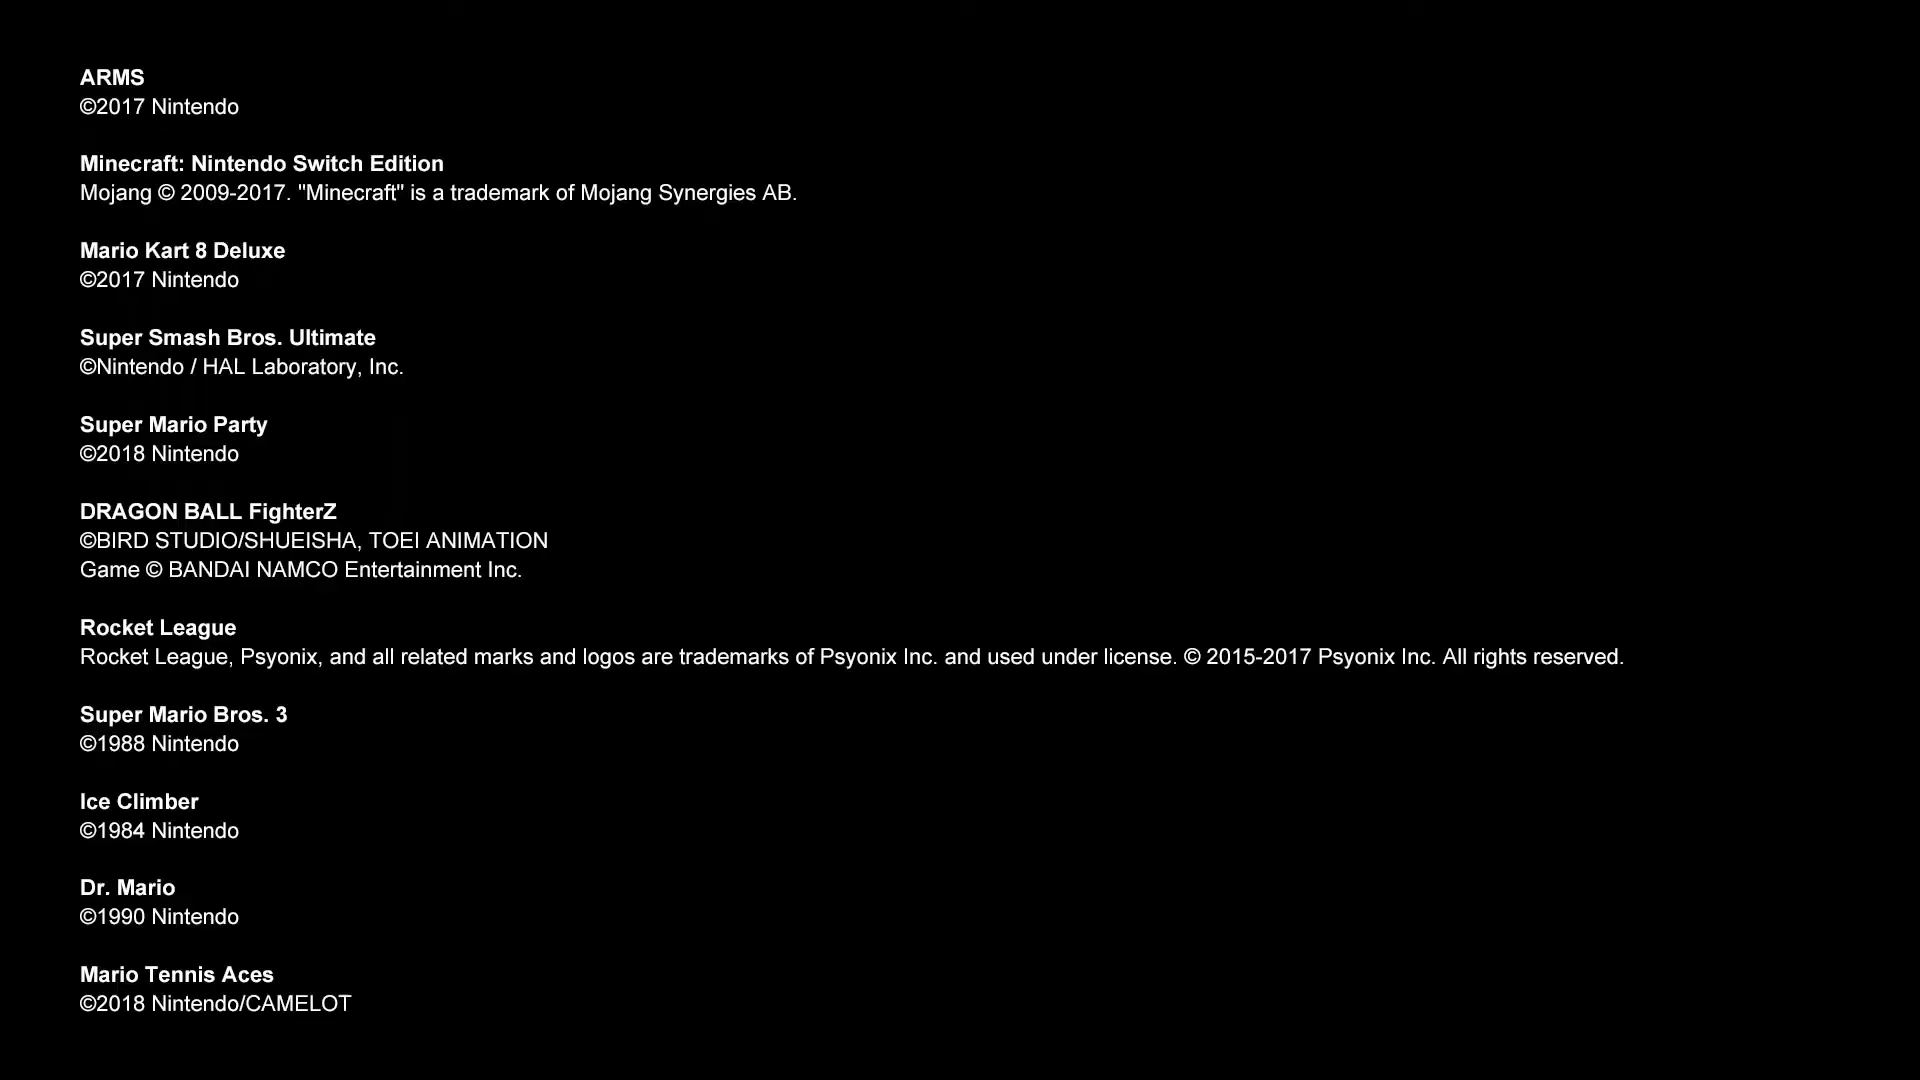 ARMS
©2017 Nintendo
Minecraft: Nintendo Switch Edition
Mojang © 2009-2017. "Minecraft" is a trademark of Mojang Synergies AB.
Mario Kart 8 Deluxe
©2017 Nintendo
Super Smash Bros. Ultimate
©Nintendo / HAL Laboratory, Inc.
Super Mario Party
©2018 Nintendo
DRAGON BALL FighterZ
©BIRD STUDIO/SHUEISHA, TOEI ANIMATION
Game © BANDAI NAMCO Entertainment Inc.
Rocket League
Rocket League, Psyonix, and all related marks and logos are trademarks of Psyonix Inc. and used under license. © 2015-2017 Psyonix Inc. All rights reserved.
Super Mario Bros. 3
©1988 Nintendo
Ice Climber
©1984 Nintendo
Dr. Mario
©1990 Nintendo
Mario Tennis Aces
©2018 Nintendo/CAMELOT